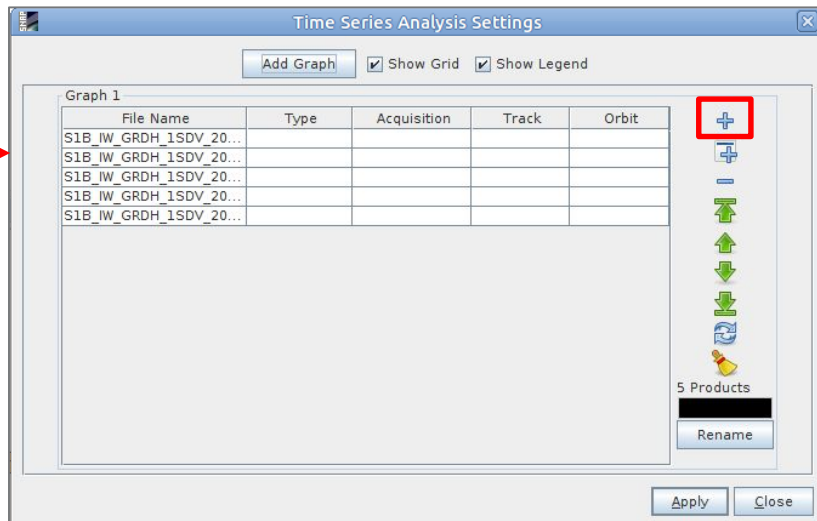 SNAP
Time Series Analysis Settings
Add Graph Show Grid Show Legend
Graph 1
File Name Type Acquisition Track Orbit
S1B_IW_GRDH_1SDV_20...
S1B_IW_GRDH_1SDV_20...
S1B_IW_GRDH_1SDV_20...
S1B_IW_GRDH_1SDV_20...
S1B_IW_GRDH_1SDV_20...
5 Products
Rename
Apply Close